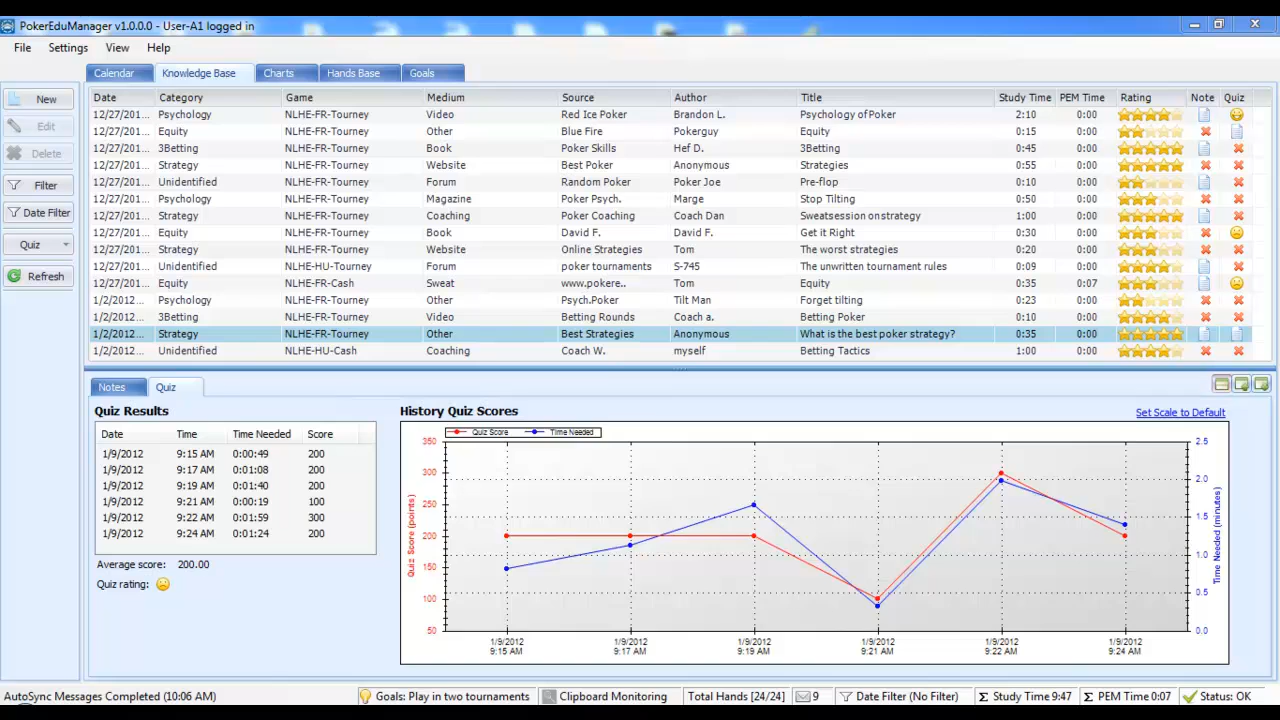 PokerEduManager v1.0.0.0 - User-A1 logged in
File Settings View Help
Calendar Knowledge Base Charts Hands Base Goals
New
Edit
Delete
Filter
Date Filter
Quiz
Refresh
Date Category Game Medium Source Author Title Study Time PEM Time Rating Note Quiz
12/27/201... Psychology NLHE-FR-Tourney Video Red Ice Poker Brandon L. Psychology of Poker 2:10 0:00
12/27/201... Equity NLHE-FR-Tourney Other Blue Fire Pokerguy Equity 0:15 0:00
12/27/201... 3Betting NLHE-FR-Tourney Book Poker Skills Hef D. 3Betting 0:45 0:00
12/27/201... Strategy NLHE-FR-Tourney Website Best Poker Anonymous Strategies 0:55 0:00
12/27/201... Unidentified NLHE-FR-Tourney Forum Random Poker Poker Joe Pre-flop 0:10 0:00
12/27/201... Psychology NLHE-FR-Tourney Magazine Poker Psych. Marge Stop Tilting 0:50 0:00
12/27/201... Strategy NLHE-FR-Tourney Coaching Poker Coaching Coach Dan Sweatsession on strategy 1:00 0:00
12/27/201... Equity NLHE-FR-Tourney Book David F. David F. Get it Right 0:30 0:00
12/27/201... Strategy NLHE-FR-Tourney Website Online Strategies Tom The worst strategies 0:20 0:00
12/27/201... Unidentified NLHE-HU-Tourney Forum poker tournaments S-745 The unwritten tournament rules 0:09 0:00
12/27/201... Equity NLHE-FR-Cash Sweat www.pokere.. Tom Equity 0:35 0:07
1/2/2012... Psychology NLHE-FR-Tourney Other Psych.Poker Tilt Man Forget tilting 0:23 0:00
1/2/2012... 3Betting NLHE-FR-Tourney Video Betting Rounds Coach a. Betting Poker 0:10 0:00
1/2/2012... Strategy NLHE-FR-Tourney Other Best Strategies Anonymous What is the best poker strategy? 0:35 0:00
1/2/2012... Unidentified NLHE-HU-Cash Coaching Coach W. myself Betting Tactics 1:00 0:00
Notes Quiz
Quiz Results
Date Time Time Needed Score
1/9/2012 9:15 AM 0:00:49 200
1/9/2012 9:17 AM 0:01:08 200
1/9/2012 9:19 AM 0:01:40 200
1/9/2012 9:21 AM 0:00:19 100
1/9/2012 9:22 AM 0:01:59 300
1/9/2012 9:24 AM 0:01:24 200
Average score: 200.00
Quiz rating:
History Quiz Scores
Set Scale to Default
Quiz Score Time Needed
Quiz Score (points)
350
300
250
200
150
100
50
2.5
2.0
1.5
1.0
0.5
0.0
Time Needed (minutes)
1/9/2012 1/9/2012 1/9/2012 1/9/2012 1/9/2012 1/9/2012
9:15 AM 9:17 AM 9:19 AM 9:21 AM 9:22 AM 9:24 AM
AutoSync Messages Completed (10:06 AM) Goals: Play in two tournaments Clipboard Monitoring Total Hands [24/24] 9 Date Filter (No Filter) Σ Study Time 9:47 Σ PEM Time 0:07 Status: OK